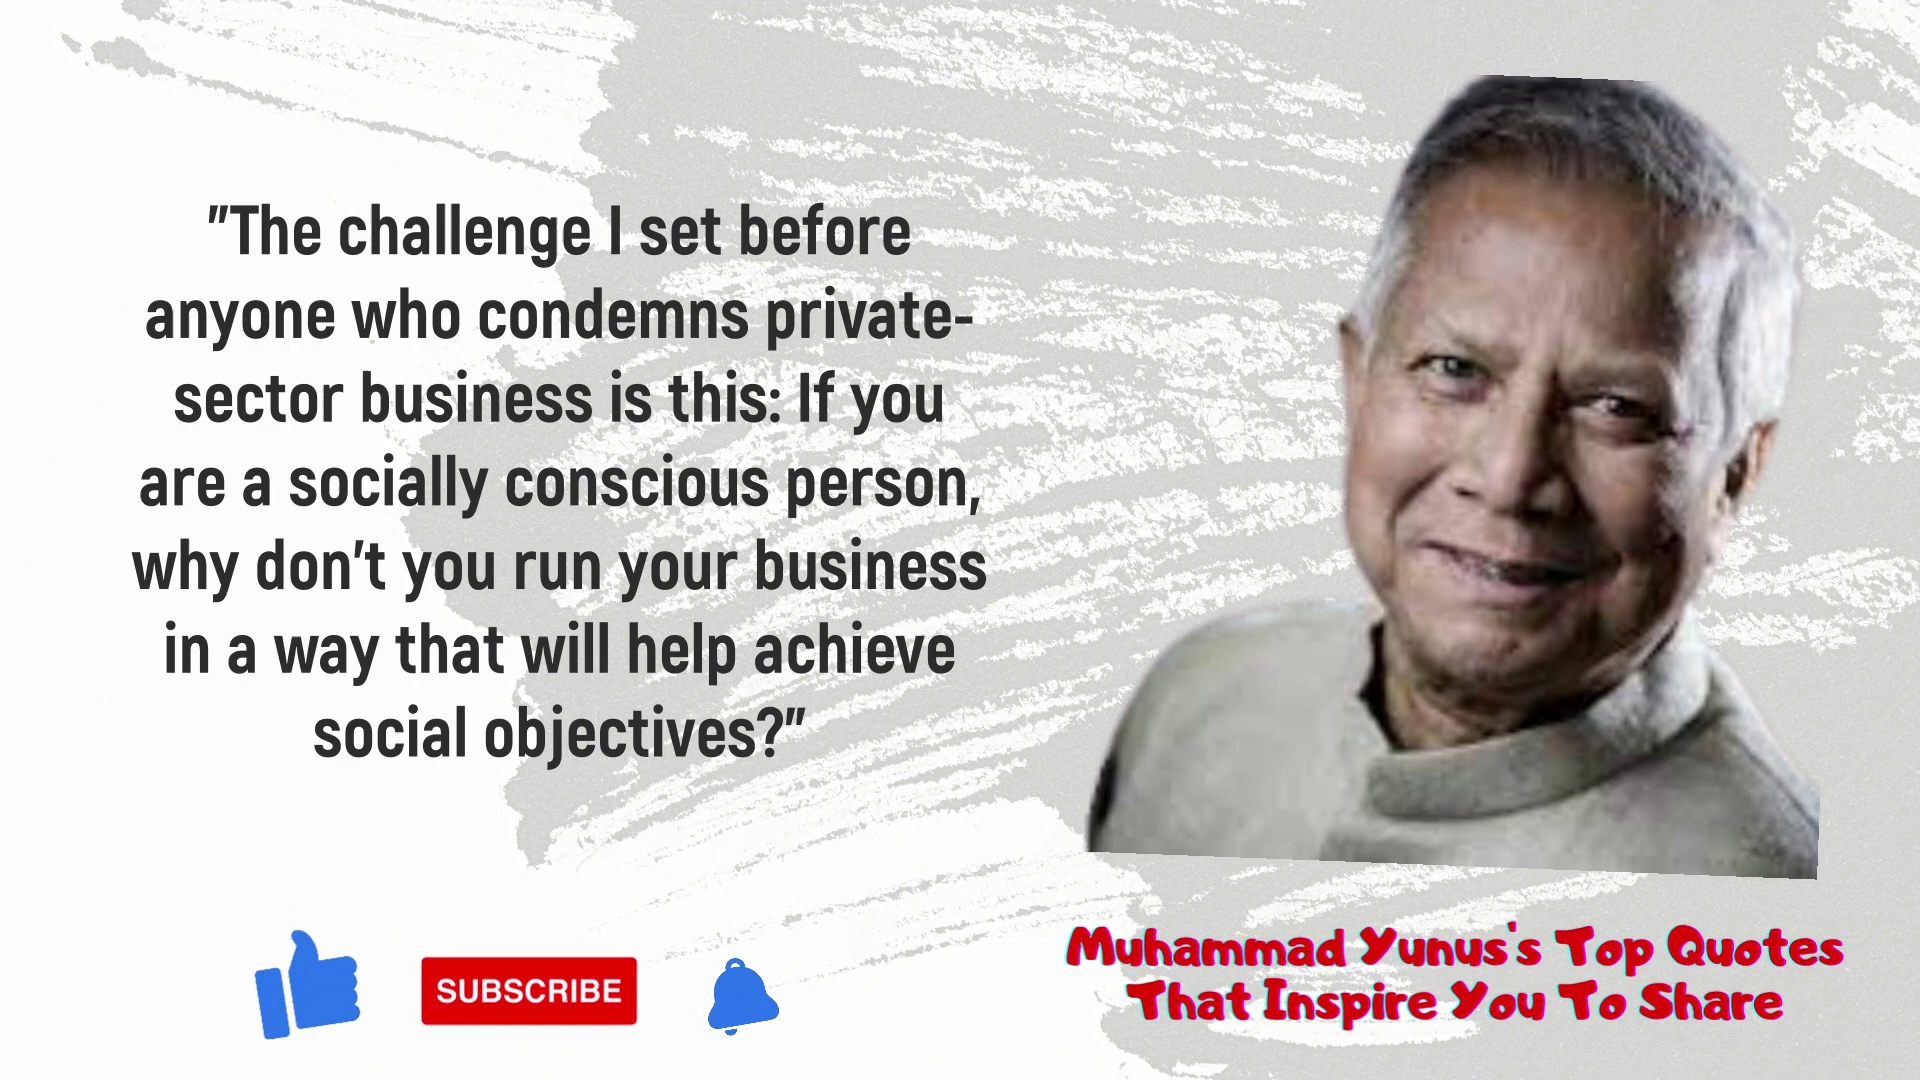 "The challenge I set before
anyone who condemns private-
sector business is this: If you
are a socially conscious person,
why don't you run your business
in a way that will help achieve
social objectives?"
SUBSCRIBE
Muhammad Yunus's Top Quotes
That Inspire You To Share